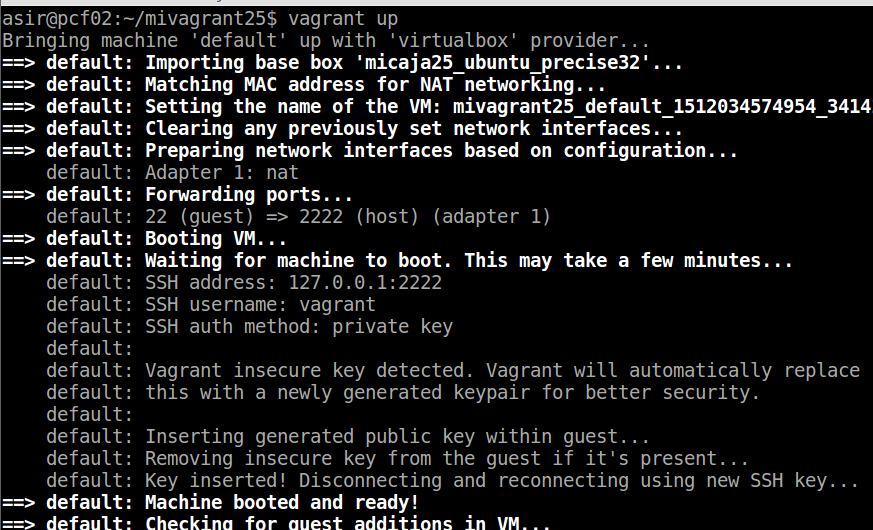 asir@pcf02:~/mivagrant25$ vagrant up
Bringing machine 'default' up with 'virtualbox' provider...
==> default: Importing base box 'micaja25_ubuntu_precise32'...
==> default: Matching MAC address for NAT networking...
==> default: Setting the name of the VM: mivagrant25_default_1512034574954_3414
==> default: Clearing any previously set network interfaces...
==> default: Preparing network interfaces based on configuration...
    default: Adapter 1: nat
==> default: Forwarding ports...
    default: 22 (guest) => 2222 (host) (adapter 1)
==> default: Booting VM...
==> default: Waiting for machine to boot. This may take a few minutes...
    default: SSH address: 127.0.0.1:2222
    default: SSH username: vagrant
    default: SSH auth method: private key
    default:
    default: Vagrant insecure key detected. Vagrant will automatically replace
    default: this with a newly generated keypair for better security.
    default:
    default: Inserting generated public key within guest...
    default: Removing insecure key from the guest if it's present...
    default: Key inserted! Disconnecting and reconnecting using new SSH key...
==> default: Machine booted and ready!
==> default: Checking for guest additions in VM...